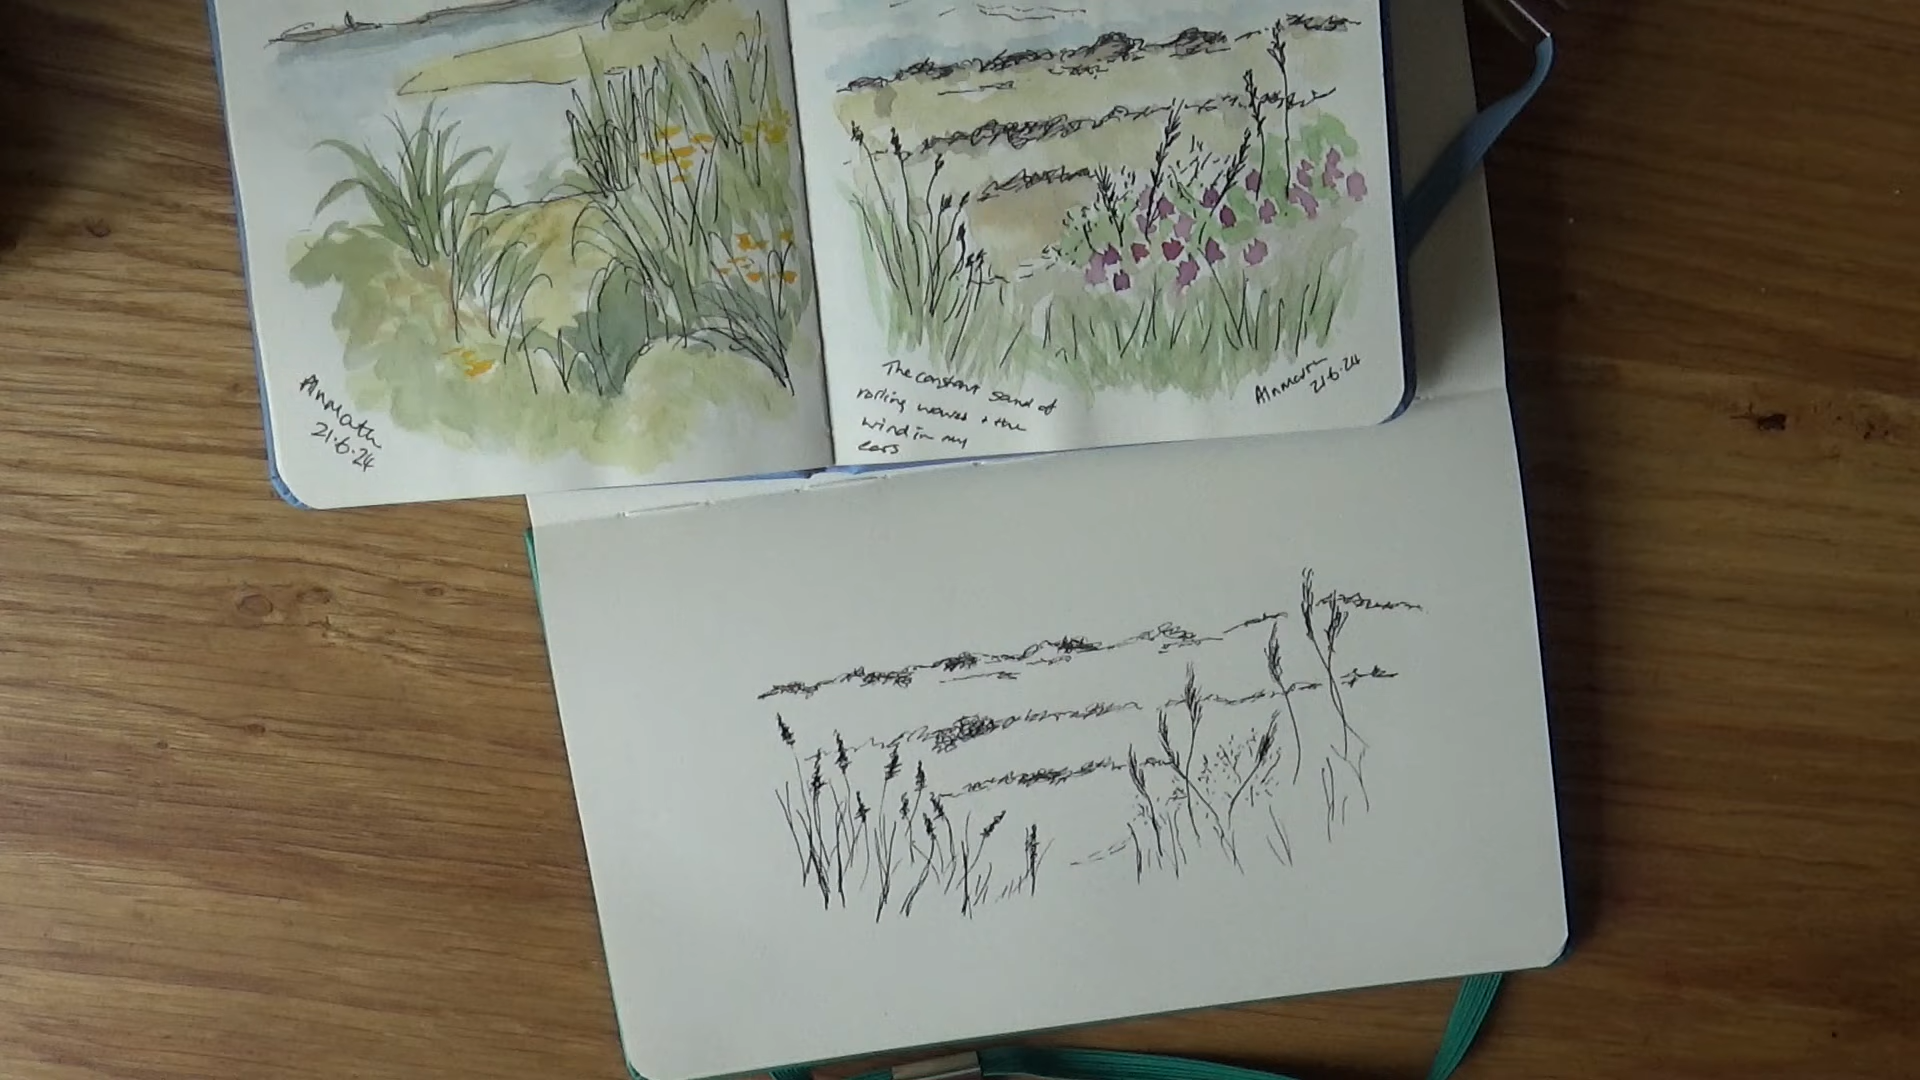 Alnmouth
21.6.24
The constant sound of
rolling waves + the
wind in my
ears
Alnmouth
21.6.24